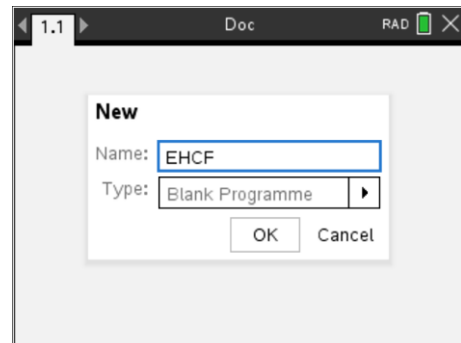 1.1 Doc RAD
New
Name: EHCF
Type: Blank Programme
OK Cancel